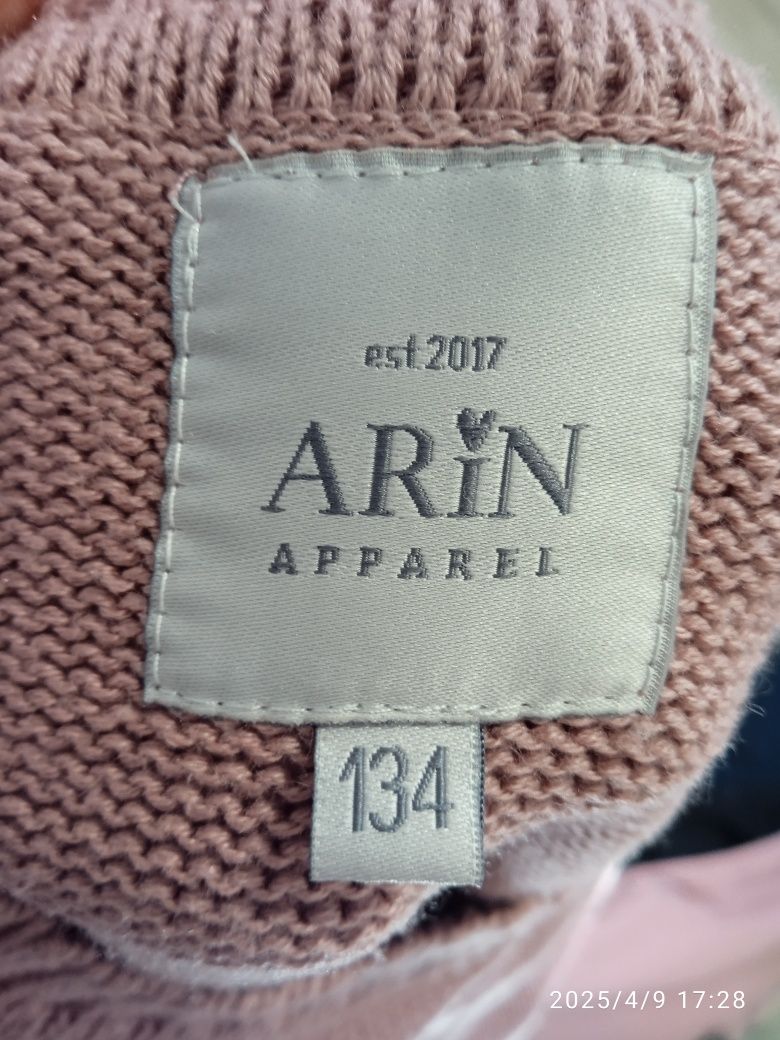 est.2017
ARiN
APPAREL
134
2025/4/9 17:28